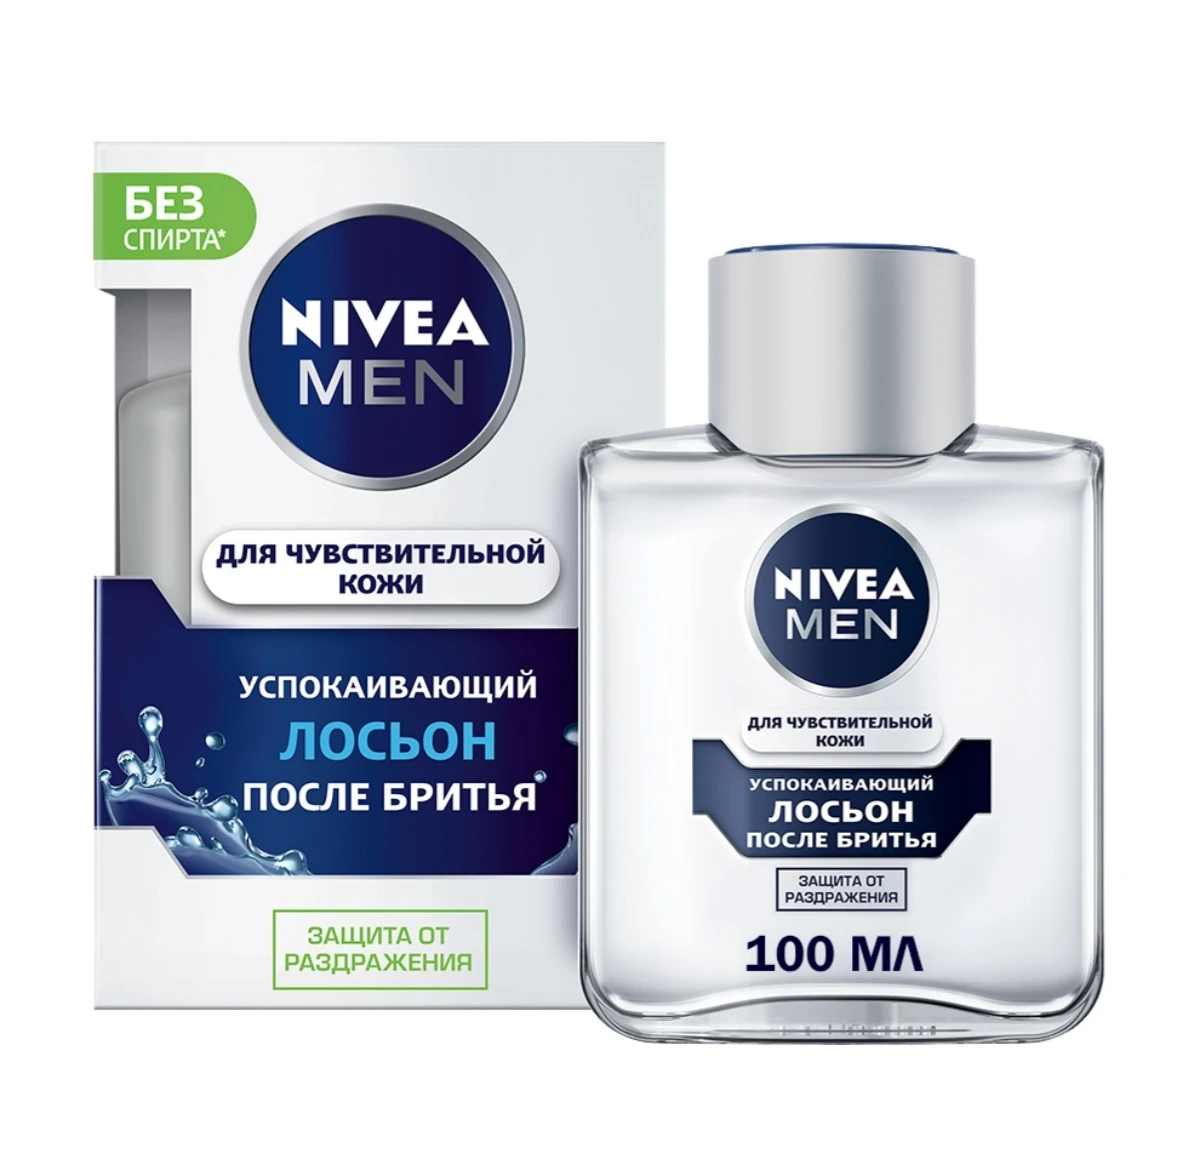 БЕЗ
СПИРТА*
NIVEA
MEN
ДЛЯ ЧУВСТВИТЕЛЬНОЙ
КОЖИ
УСПОКАИВАЮЩИЙ
ЛОСЬОН
ПОСЛЕ БРИТЬЯ
ЗАЩИТА ОТ
РАЗДРАЖЕНИЯ
NIVEA
MEN
ДЛЯ ЧУВСТВИТЕЛЬНОЙ
КОЖИ
УСПОКАИВАЮЩИЙ
ЛОСЬОН
ПОСЛЕ БРИТЬЯ
ЗАЩИТА ОТ
РАЗДРАЖЕНИЯ
100 МЛ